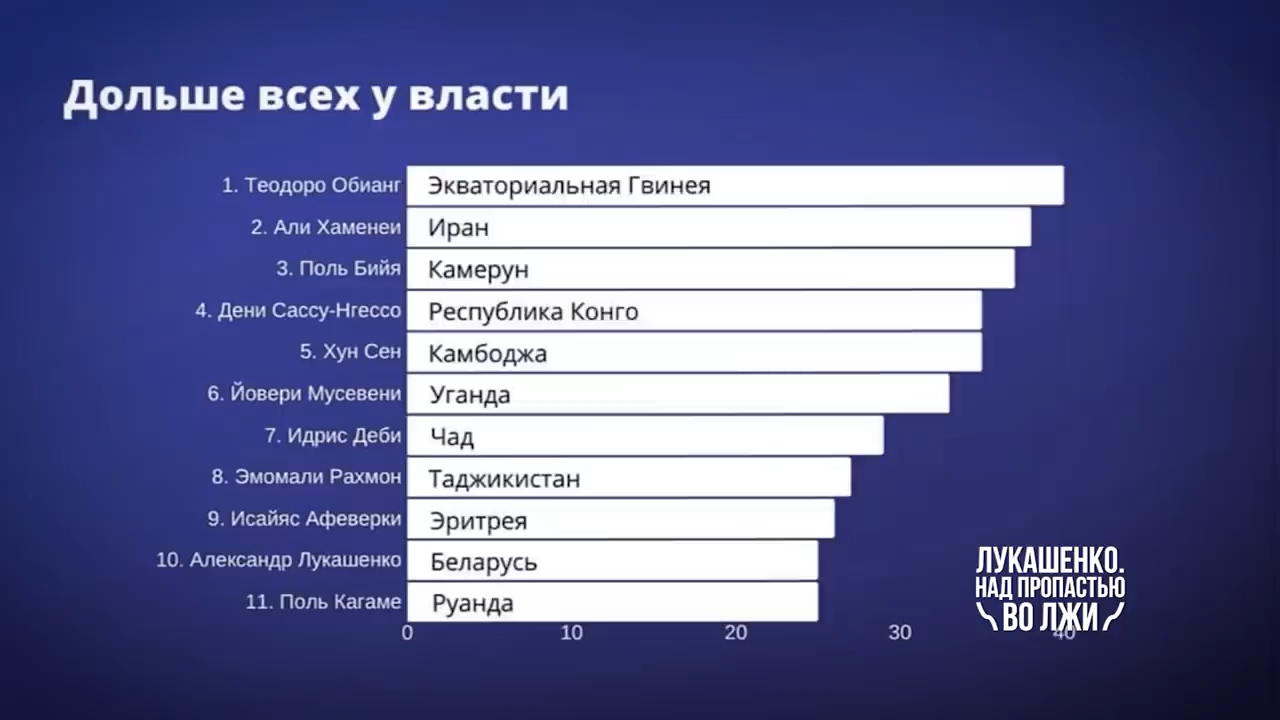 Дольше всех у власти
1. Теодоро Обианг Экваториальная Гвинея
2. Али Хаменеи Иран
3. Поль Бийя Камерун
4. Дени Сассу-Нгессо Республика Конго
5. Хун Сен Камбоджа
6. Йовери Мусевени Уганда
7. Идрис Деби Чад
8. Эмомали Рахмон Таджикистан
9. Исайяс Афеверки Эритрея
10. Александр Лукашенко Беларусь
11. Поль Кагаме Руанда
0 10 20 30 40
ЛУКАШЕНКО.
НАД ПРОПАСТЬЮ
ВО ЛЖИ